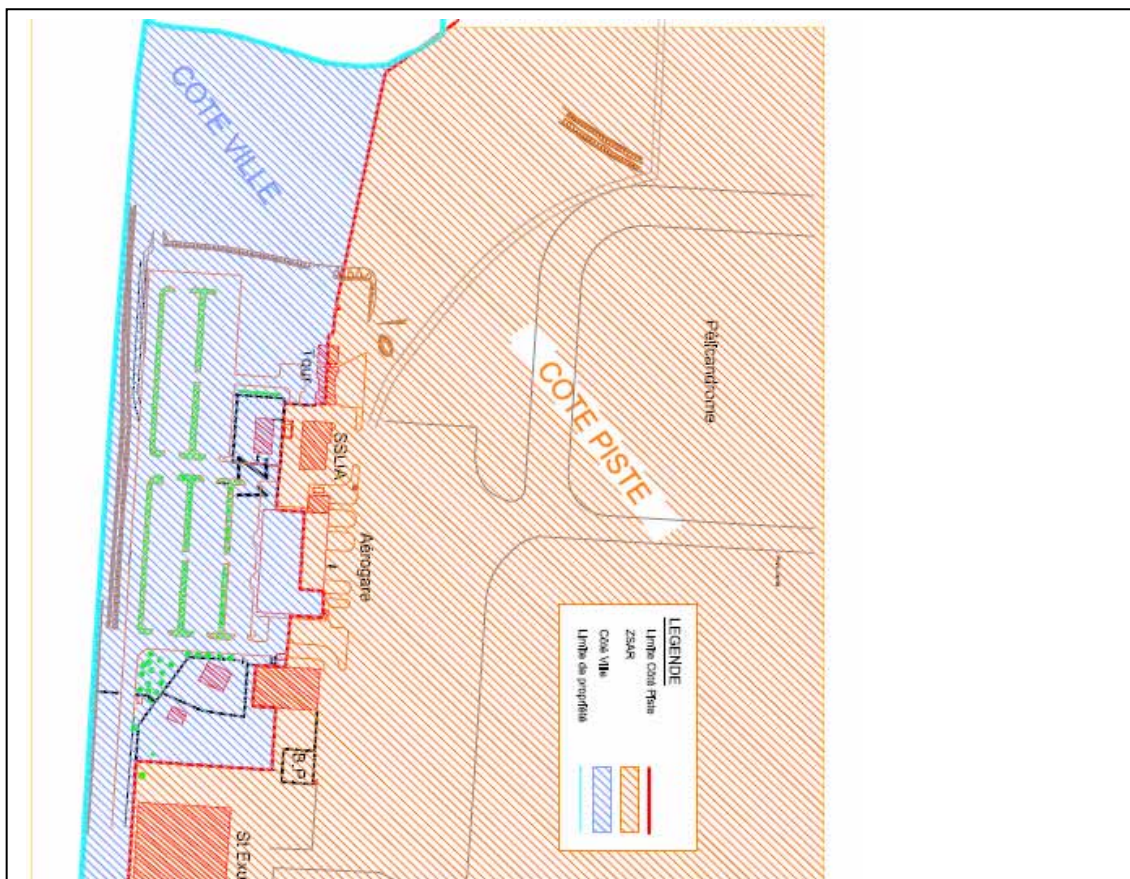 COTE VILLE
Tour
SSLIA
Aérogare
B.P
St Exu
COTE PISTE
Pélicandrome
LEGENDE
Limite Côté Piste
ZSAR
Côté Ville
Limite de propriété